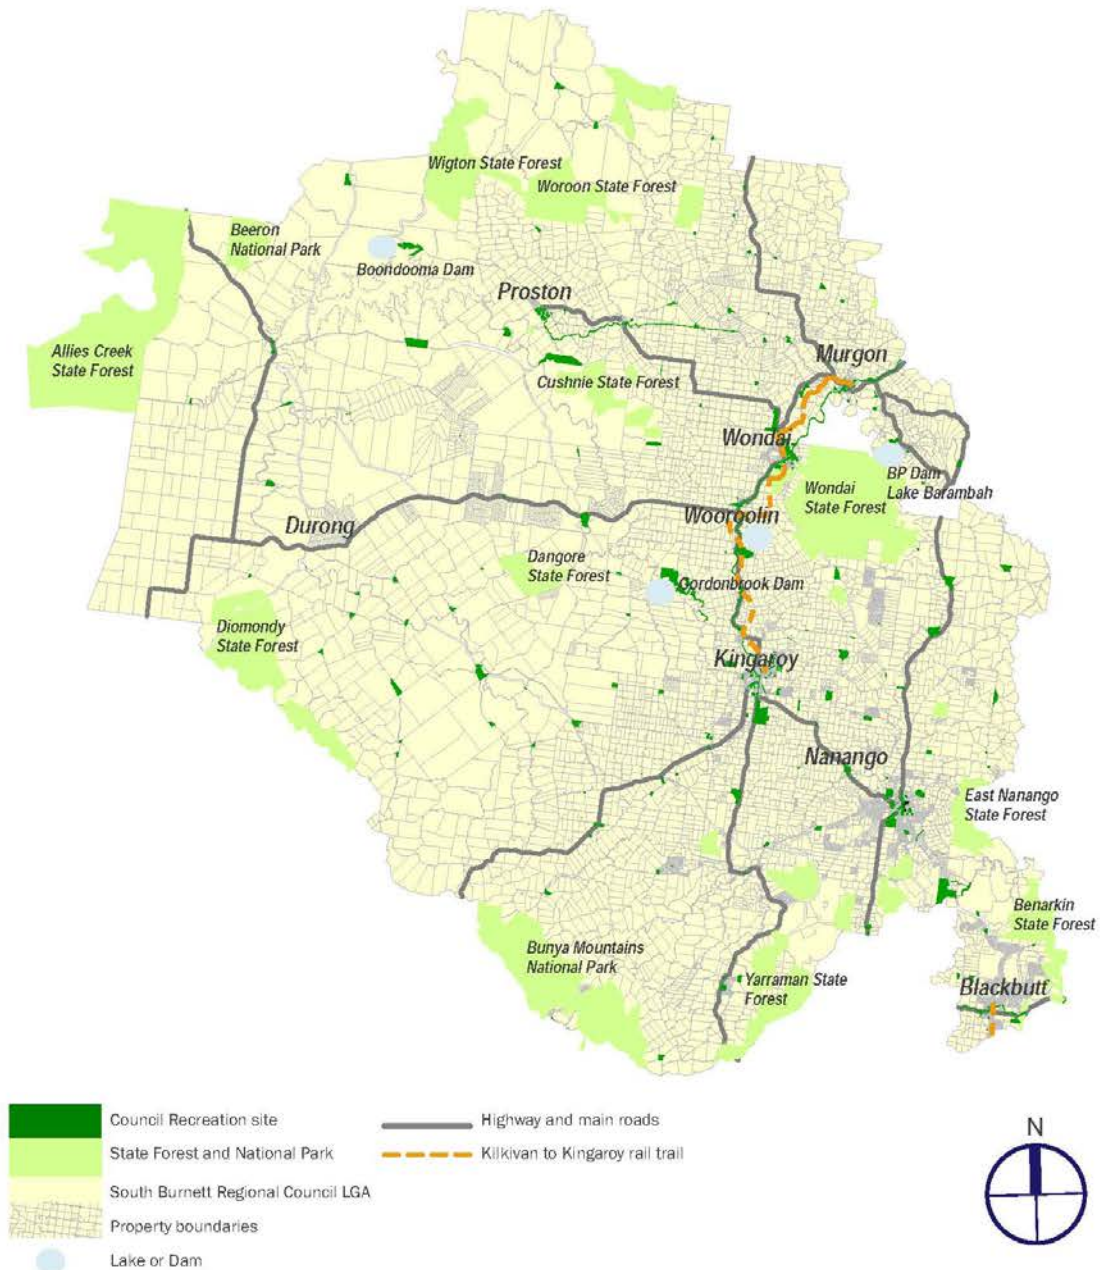 Wigton State Forest
Woroon State Forest
Beeron
National Park
Boondooma Dam
Proston
Allies Creek
State Forest
Cushnie State Forest
Murgon
Wondai
BP Dam
Lake Barambah
Wondai
State Forest
Wooroolin
Durong
Dangore
State Forest
Gordonbrook Dam
Diomondy
State Forest
Kingaroy
Nanango
East Nanango
State Forest
Benarkin
State Forest
Bunya Mountains
National Park
Yarraman State
Forest
Blackbutt
Council Recreation site
Highway and main roads
State Forest and National Park
Kilkivan to Kingaroy rail trail
South Burnett Regional Council LGA
Property boundaries
Lake or Dam
N